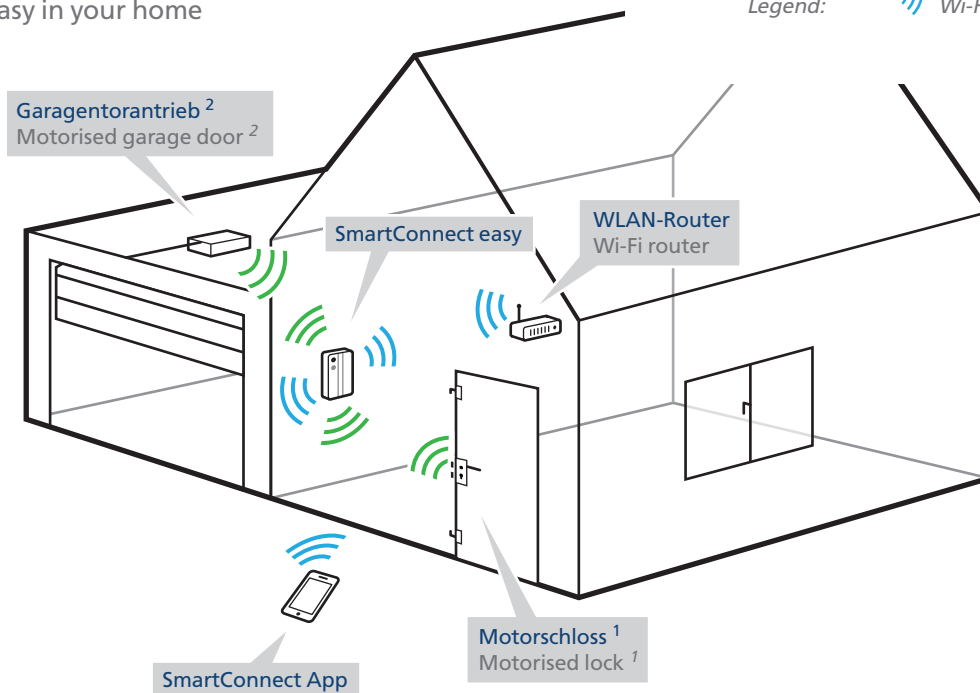 easy in your home
Legend:
Garagentorantrieb ²
Motorised garage door ²
SmartConnect easy
WLAN-Router
Wi-Fi router
Motorschloss ¹
Motorised lock ¹
SmartConnect App